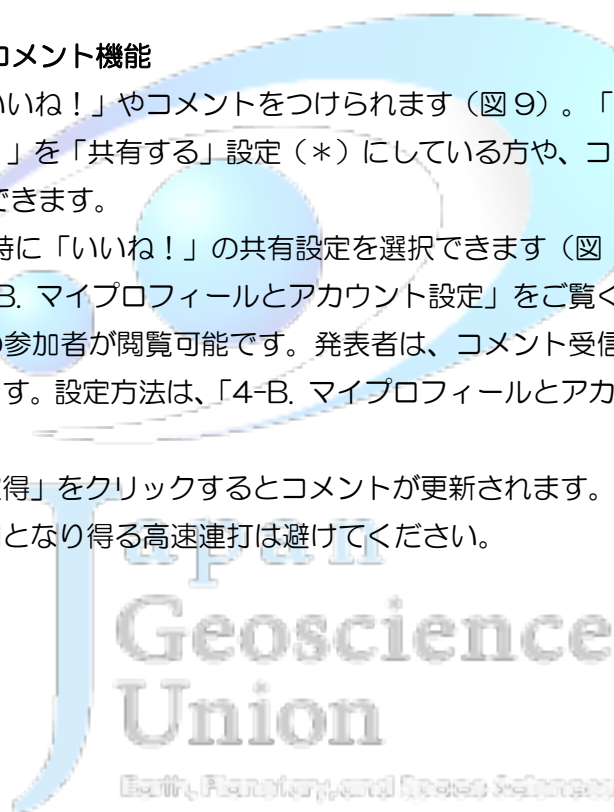 コメント機能
いいね!」やコメントをつけられます(図 9)。「
」を「共有する」設定(*)にしている方や、コ
できます。
時に「いいね!」の共有設定を選択できます(図
B. マイプロフィールとアカウント設定」をご覧く
の参加者が閲覧可能です。発表者は、コメント受信
す。設定方法は、「4-B. マイプロフィールとアカ
得」をクリックするとコメントが更新されます。
となり得る高速連打は避けてください。
Japan
Geoscience
Union
Earth, Planetary, and Space Sciences